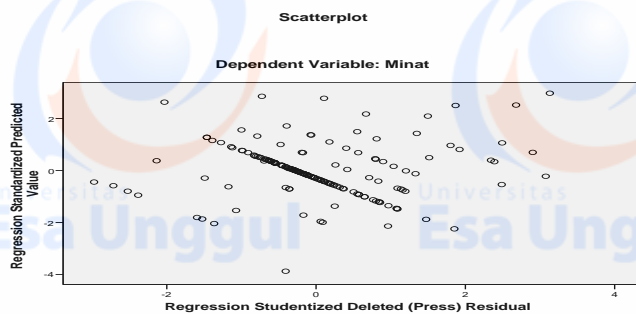 Scatterplot
Dependent Variable: Minat
Regression Standardized Predicted
Value
2
0
-2
-4
Universitas
Esa Unggul
Universitas
Esa Unggul
-2
0
2
4
Regression Studentized Deleted (Press) Residual